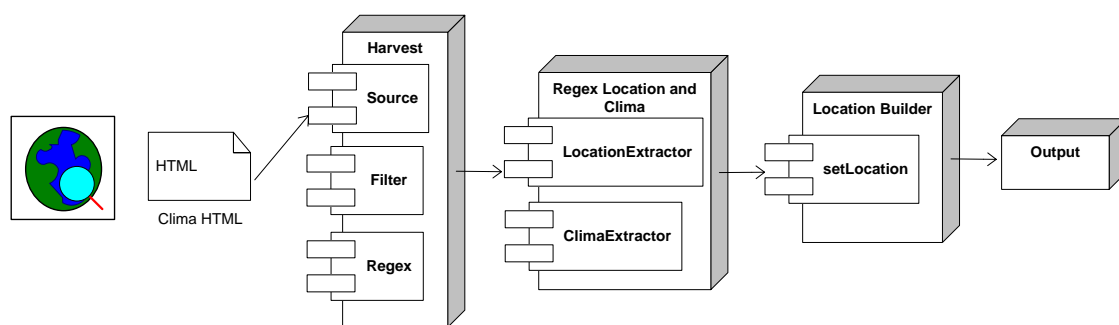 HTML
Clima HTML
Harvest
Source
Filter
Regex
Regex Location and
Clima
LocationExtractor
ClimaExtractor
Location Builder
setLocation
Output